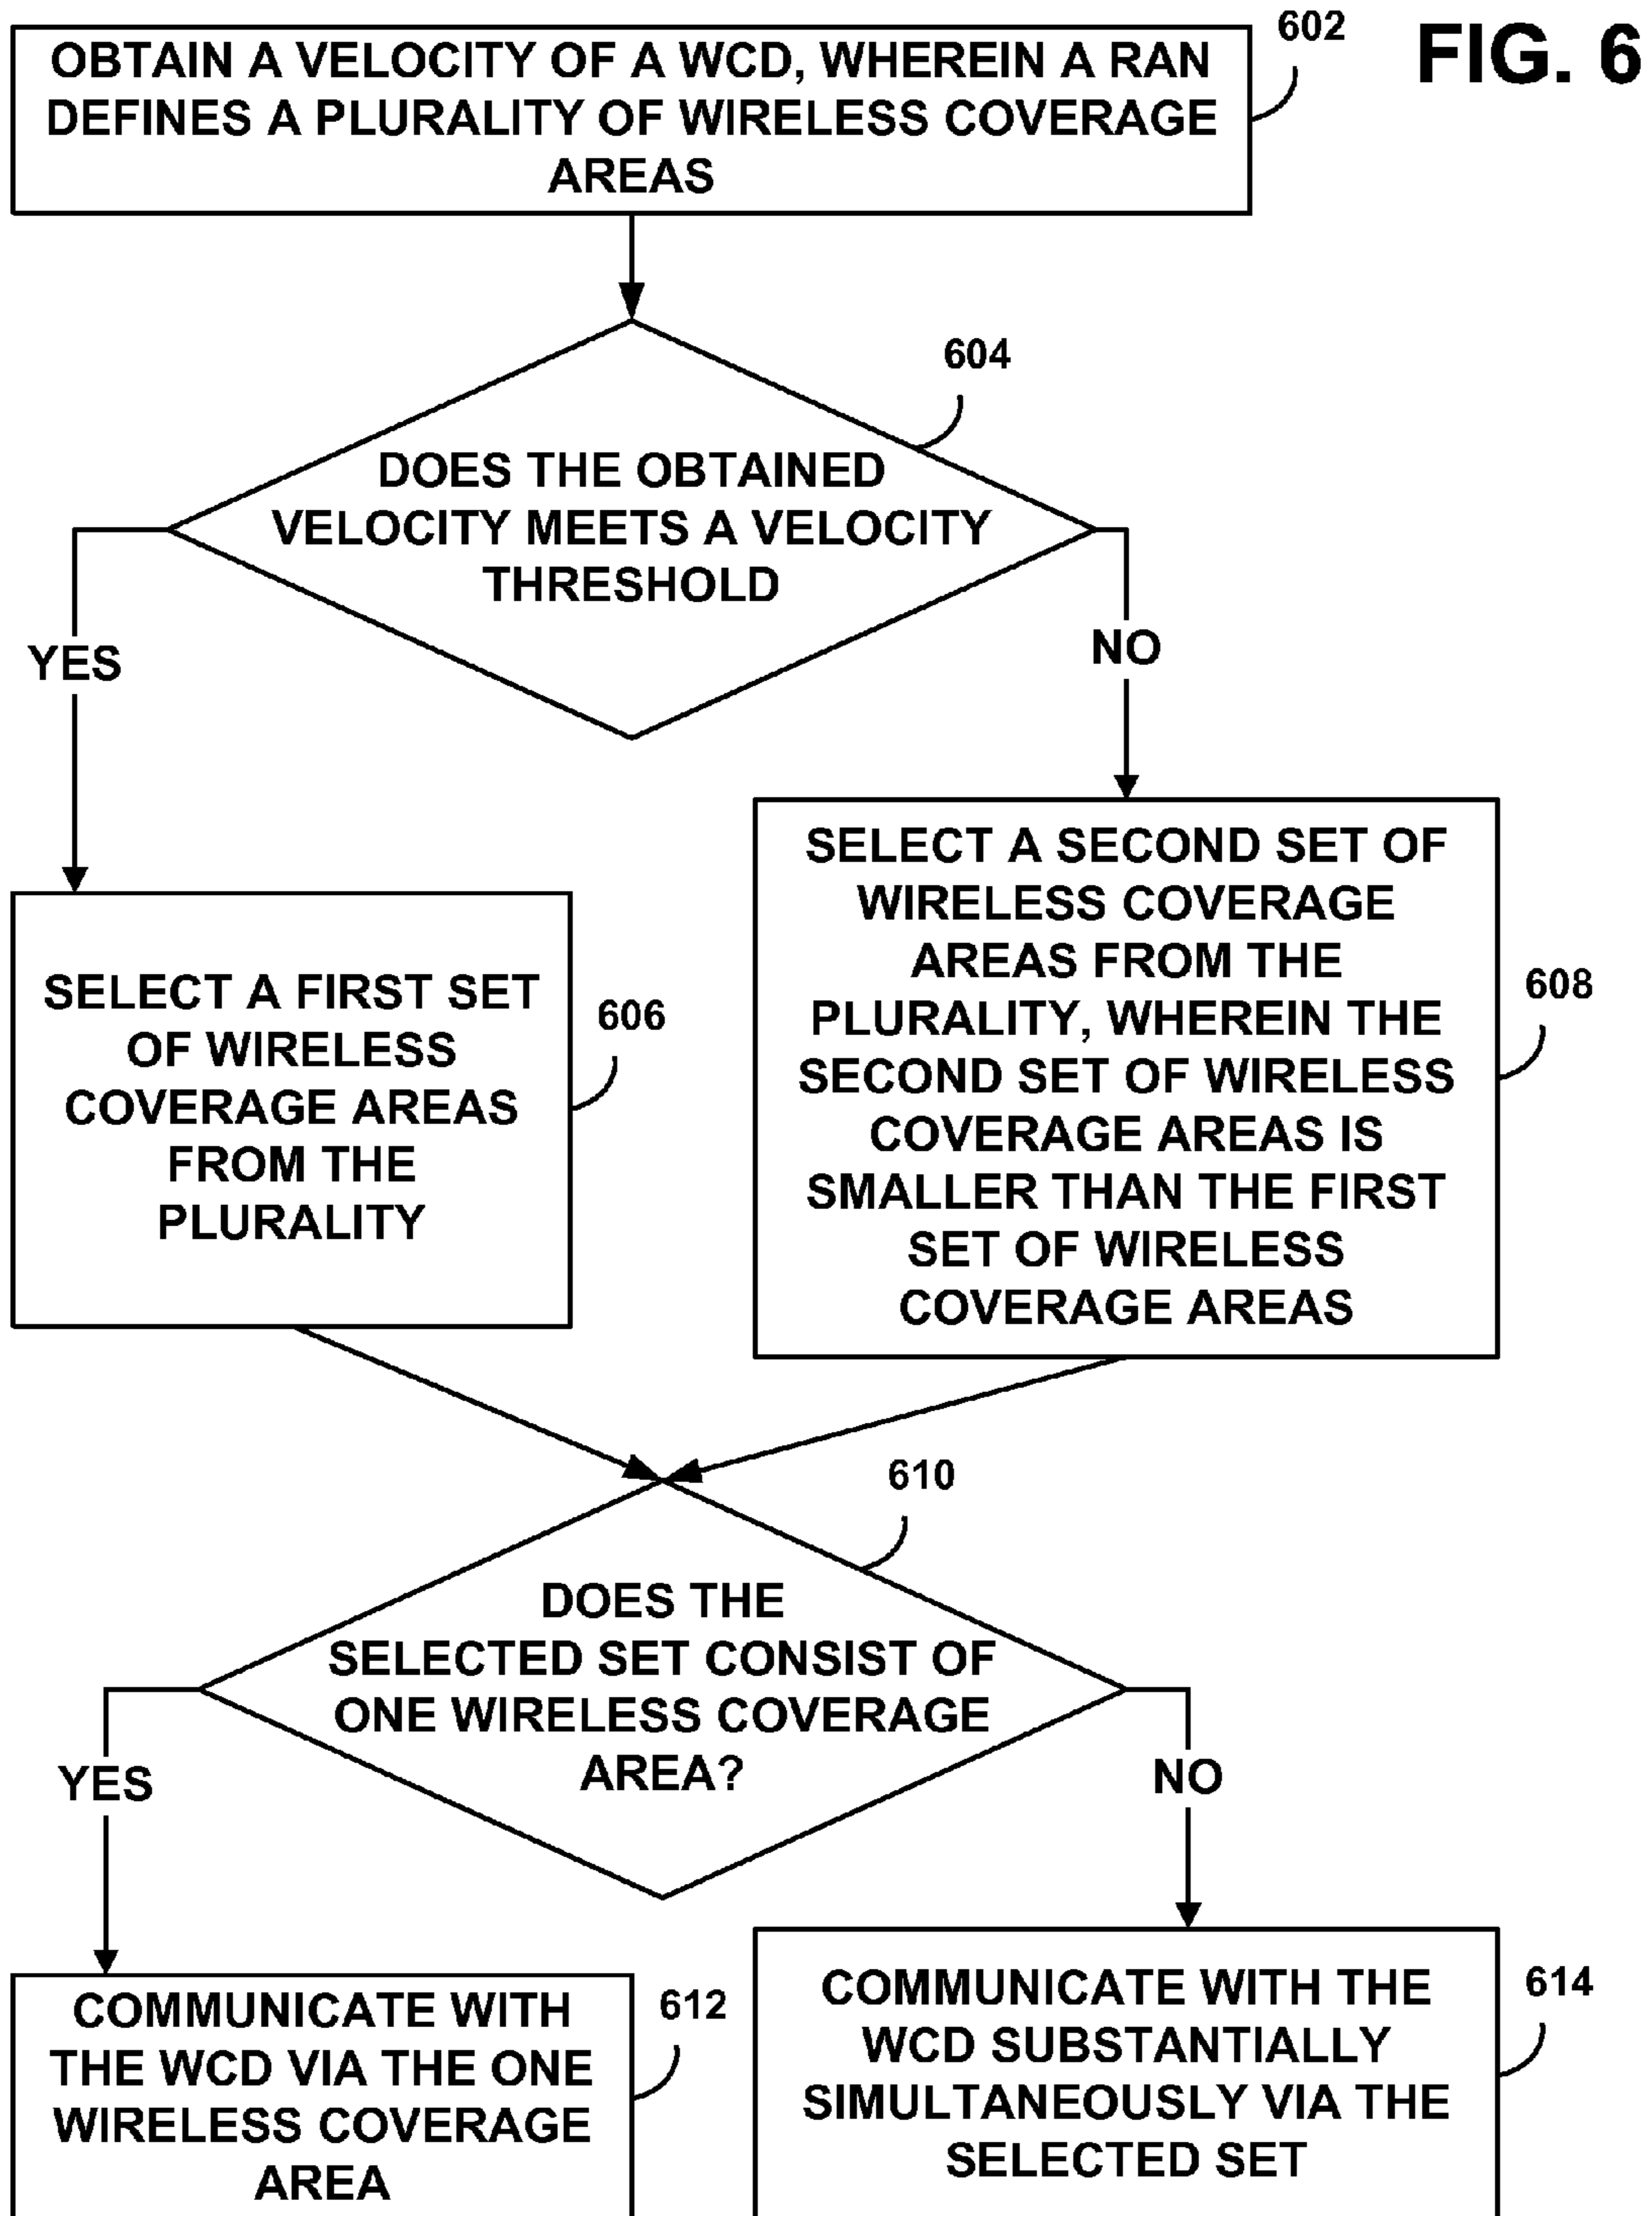 602
FIG. 6
OBTAIN A VELOCITY OF A WCD, WHEREIN A RAN
DEFINES A PLURALITY OF WIRELESS COVERAGE
AREAS
604
DOES THE OBTAINED
VELOCITY MEETS A VELOCITY
THRESHOLD
YES
NO
SELECT A FIRST SET
OF WIRELESS
COVERAGE AREAS
FROM THE
PLURALITY
606
SELECT A SECOND SET OF
WIRELESS COVERAGE
AREAS FROM THE
PLURALITY, WHEREIN THE
SECOND SET OF WIRELESS
COVERAGE AREAS IS
SMALLER THAN THE FIRST
SET OF WIRELESS
COVERAGE AREAS
608
610
DOES THE
SELECTED SET CONSIST OF
ONE WIRELESS COVERAGE
AREA?
YES
NO
COMMUNICATE WITH
THE WCD VIA THE ONE
WIRELESS COVERAGE
AREA
612
COMMUNICATE WITH THE
WCD SUBSTANTIALLY
SIMULTANEOUSLY VIA THE
SELECTED SET
614